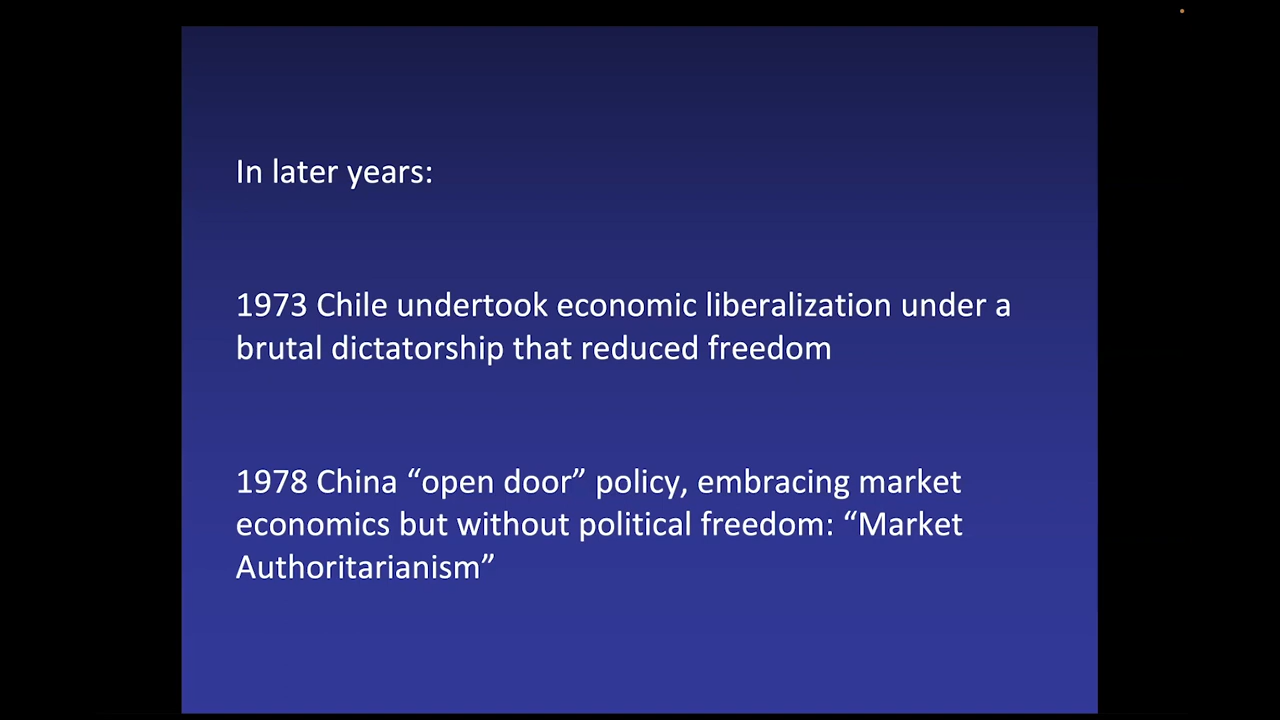 In later years:
1973 Chile undertook economic liberalization under a
brutal dictatorship that reduced freedom
1978 China “open door” policy, embracing market
economics but without political freedom: “Market
Authoritarianism”